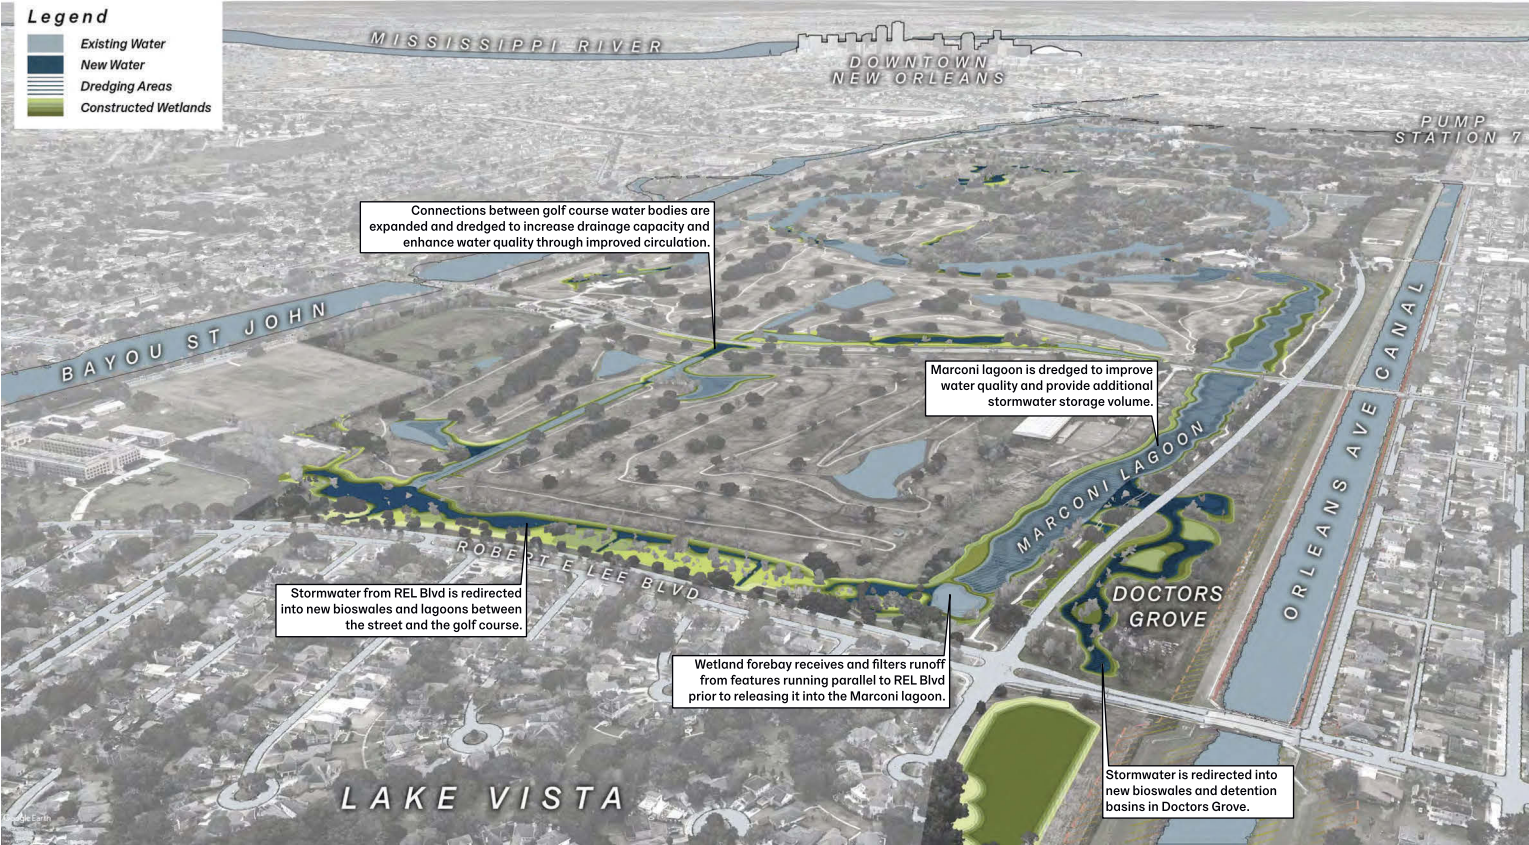 Legend
Existing Water
New Water
Dredging Areas
Constructed Wetlands
MISSISSIPPI RIVER
DOWNTOWN
NEW ORLEANS
PUMP
STATION 7
Connections between golf course water bodies are
expanded and dredged to increase drainage capacity and
enhance water quality through improved circulation.
BAYOU ST JOHN
Marconi lagoon is dredged to improve
water quality and provide additional
stormwater storage volume.
MARCONI LAGOON
ORLEANS AVE CANAL
ROBERT E LEE BLVD
Stormwater from REL Blvd is redirected
into new bioswales and lagoons between
the street and the golf course.
DOCTORS
GROVE
Wetland forebay receives and filters runoff
from features running parallel to REL Blvd
prior to releasing it into the Marconi lagoon.
LAKE VISTA
Stormwater is redirected into
new bioswales and detention
basins in Doctors Grove.
Google Earth